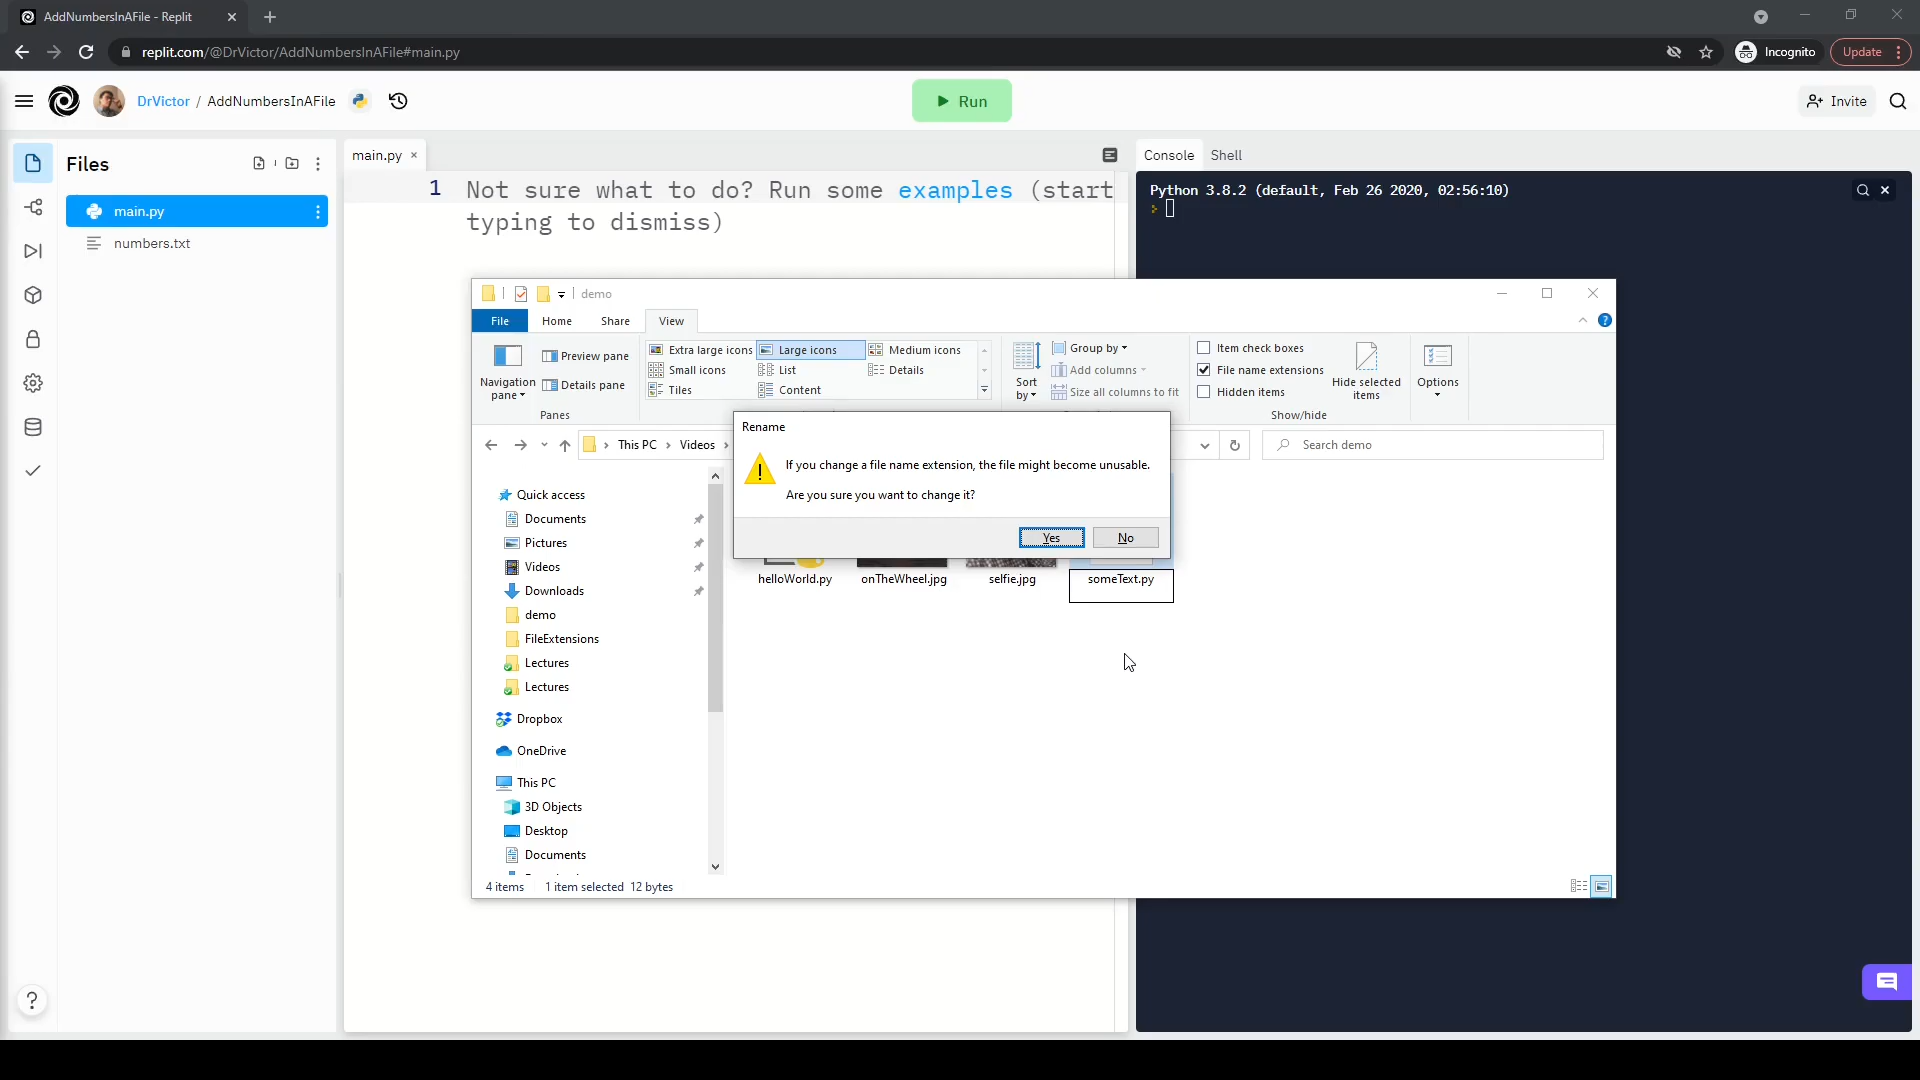 AddNumbersInAFile - Replit
replit.com/@DrVictor/AddNumbersInAFile#main.py
Incognito
Update
DrVictor / AddNumbersInAFile
Run
Invite
Files
main.py
numbers.txt
main.py
1 Not sure what to do? Run some examples (start
typing to dismiss)
Console
Shell
Python 3.8.2 (default, Feb 26 2020, 02:56:10)
demo
File
Home
Share
View
Navigation
pane
Preview pane
Details pane
Panes
Extra large icons
Large icons
Medium icons
Small icons
List
Details
Tiles
Content
Sort
by
Group by
Add columns
Size all columns to fit
Item check boxes
File name extensions
Hidden items
Hide selected
items
Show/hide
Options
This PC
Videos
Search demo
Rename
If you change a file name extension, the file might become unusable.
Are you sure you want to change it?
Yes
No
Quick access
Documents
Pictures
Videos
Downloads
demo
FileExtensions
Lectures
Lectures
Dropbox
OneDrive
This PC
3D Objects
Desktop
Documents
helloWorld.py
onTheWheel.jpg
selfie.jpg
someText.py
4 items
1 item selected 12 bytes